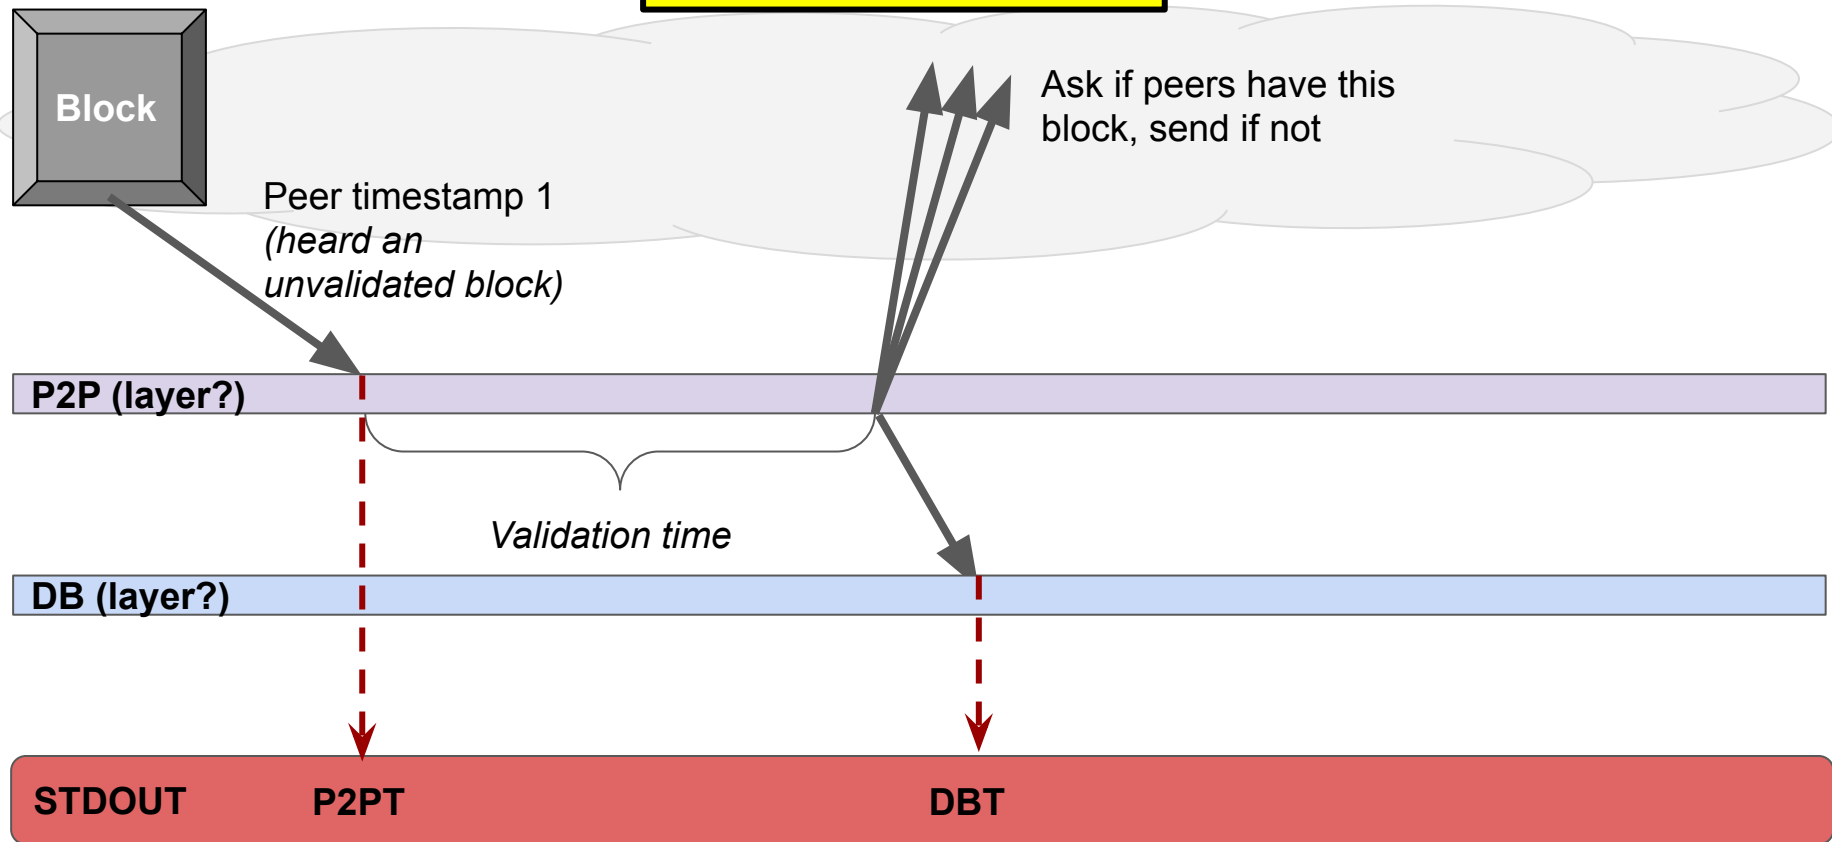 Block
Ask if peers have this
block, send if not
Peer timestamp 1
(heard an
unvalidated block)
P2P (layer?)
Validation time
DB (layer?)
STDOUT
P2PT
DBT